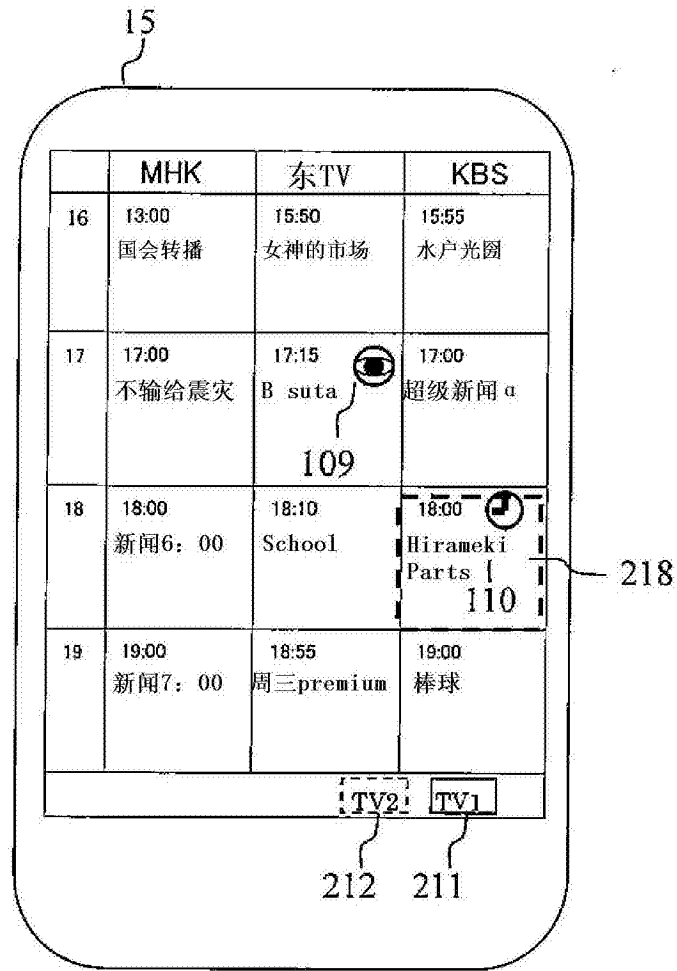 15
MHK 东TV KBS
16 13:00 15:50 15:55
国会转播 女神的市场 水户光圀
17 17:00 17:15 17:00
不输给震灾 B suta 超级新闻α
109
18 18:00 18:10 18:00
新闻6: 00 School Hirameki
Parts
110
218
19 19:00 18:55 19:00
新闻7: 00 周三premium 棒球
TV2 TV1
212 211